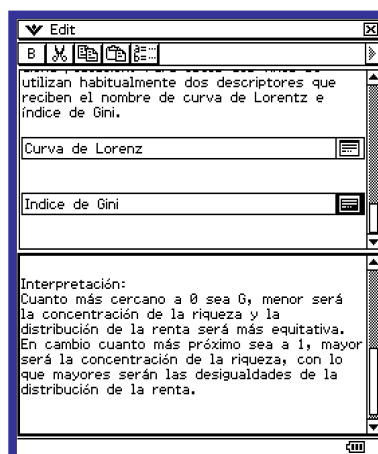 Edit
B
utilizan habitualmente dos descriptores que
reciben el nombre de curva de Lorentz e
índice de Gini.
Curva de Lorenz
Indice de Gini
Interpretación:
Cuanto más cercano a 0 sea G, menor será
la concentración de la riqueza y la
distribución de la renta será más equitativa.
En cambio cuanto más próximo sea a 1, mayor
será la concentración de la riqueza, con lo
que mayores serán las desigualdades de la
distribución de la renta.